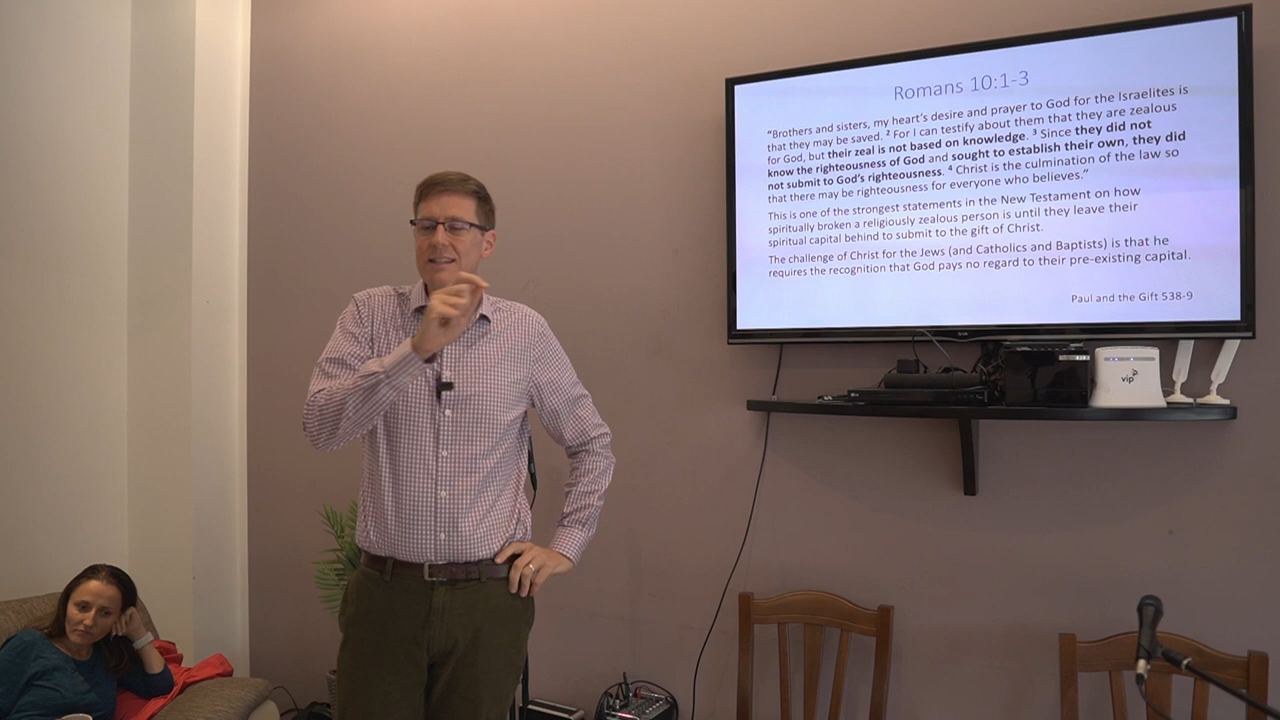 Romans 10:1-3
“Brothers and sisters, my heart’s desire and prayer to God for the Israelites is
that they may be saved. ² For I can testify about them that they are zealous
for God, but their zeal is not based on knowledge. ³ Since they did not
know the righteousness of God and sought to establish their own, they did
not submit to God’s righteousness. ⁴ Christ is the culmination of the law so
that there may be righteousness for everyone who believes.”
This is one of the strongest statements in the New Testament on how
spiritually broken a religiously zealous person is until they leave their
spiritual capital behind to submit to the gift of Christ.
The challenge of Christ for the Jews (and Catholics and Baptists) is that he
requires the recognition that God pays no regard to their pre-existing capital.
Paul and the Gift 538-9
vip